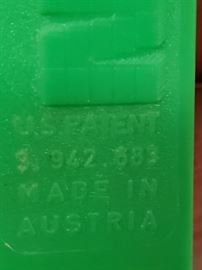 U.S. PATENT
3. 942. 683
MADE IN
AUSTRIA